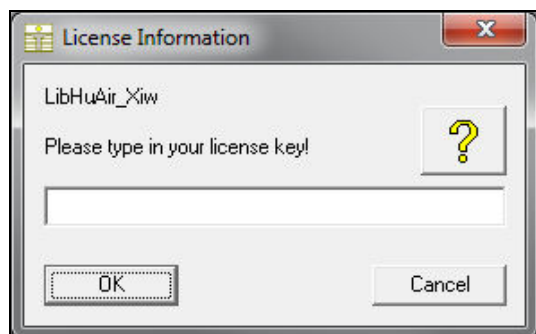 License Information
LibHuAir_Xiw
Please type in your license key!
?
OK
Cancel